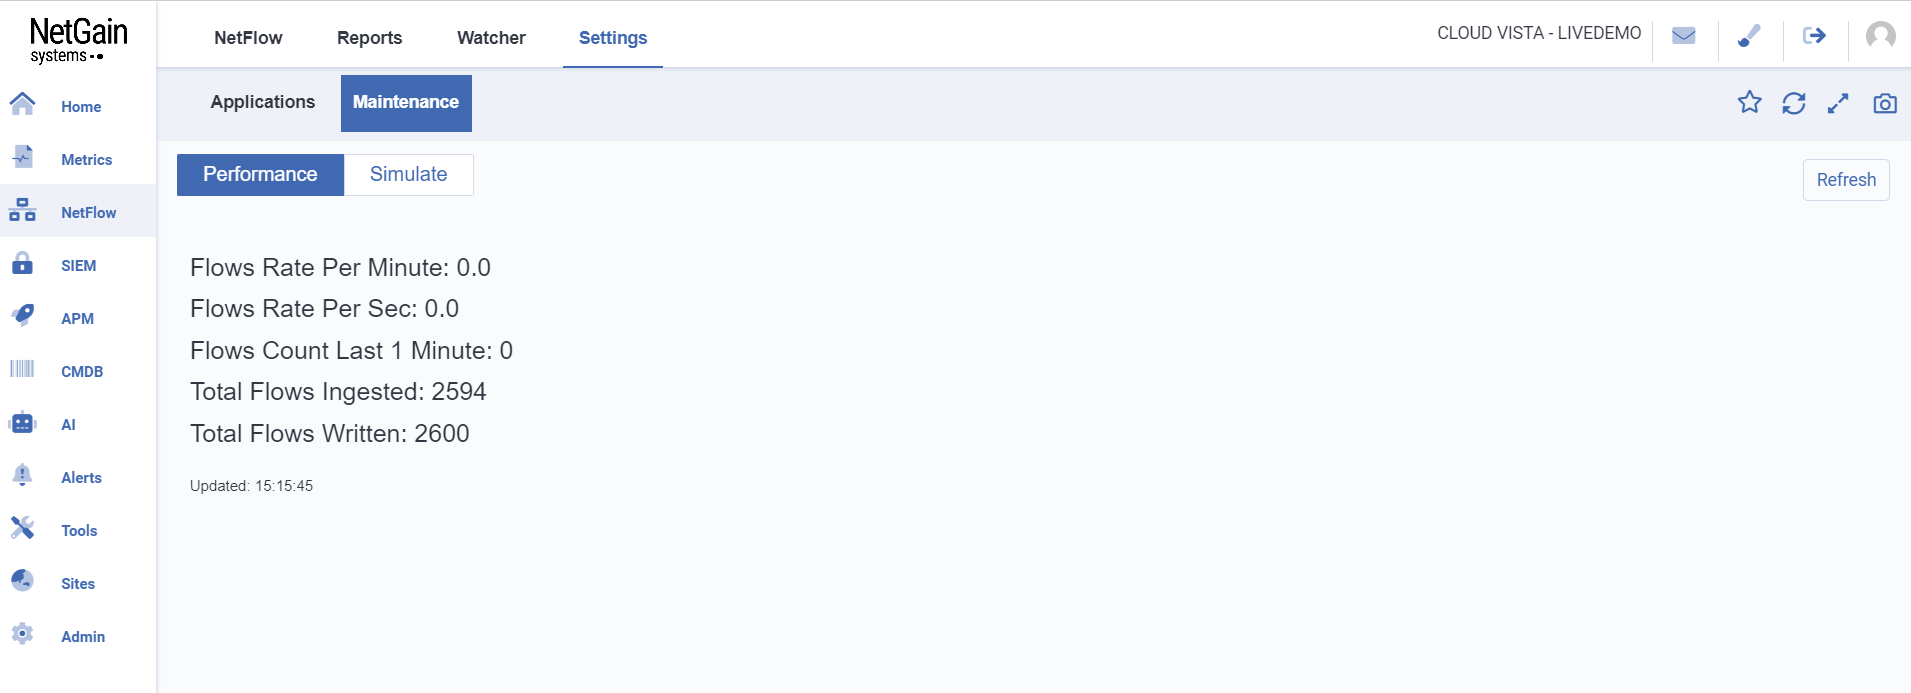 NetGain
systems
NetFlow Reports Watcher Settings
CLOUD VISTA - LIVEDEMO
Home
Metrics
NetFlow
SIEM
APM
CMDB
AI
Alerts
Tools
Sites
Admin
Applications Maintenance
Performance Simulate
Refresh
Flows Rate Per Minute: 0.0
Flows Rate Per Sec: 0.0
Flows Count Last 1 Minute: 0
Total Flows Ingested: 2594
Total Flows Written: 2600
Updated: 15:15:45